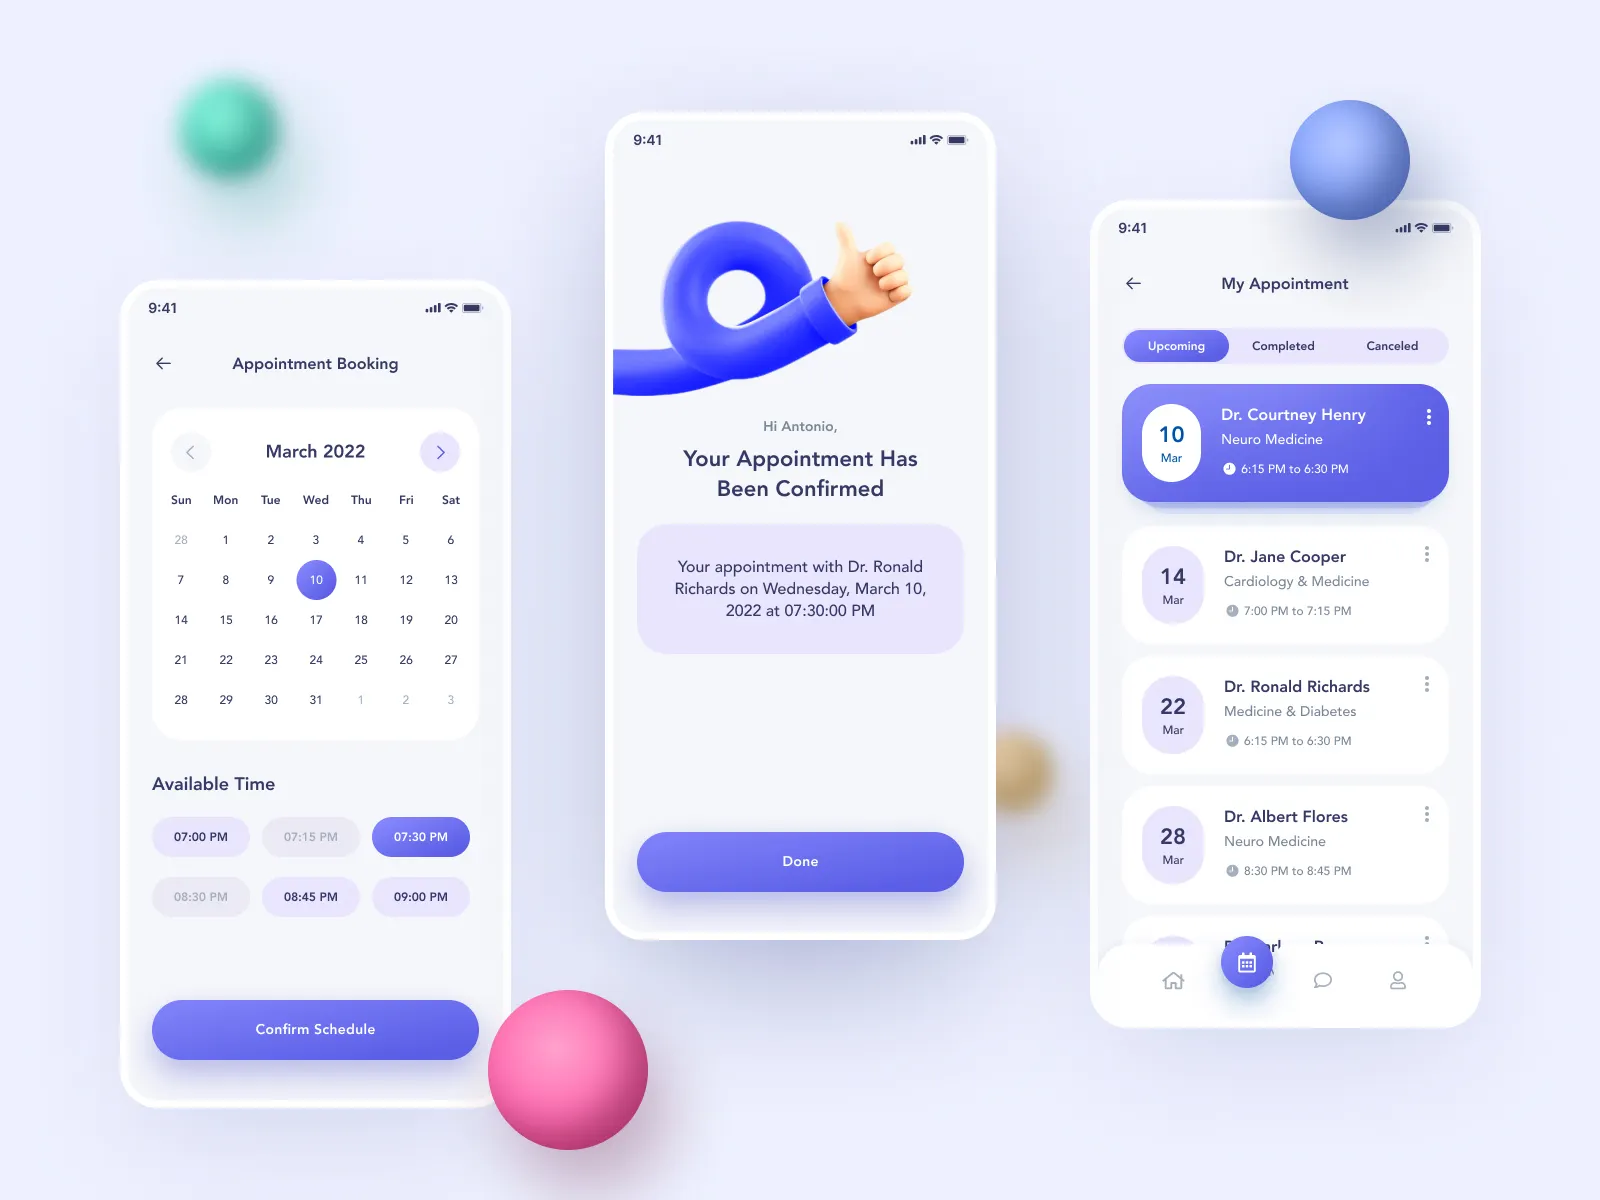 9:41
Appointment Booking
March 2022
Sun Mon Tue Wed Thu Fri Sat
28 1 2 3 4 5 6
7 8 9 10 11 12 13
14 15 16 17 18 19 20
21 22 23 24 25 26 27
28 29 30 31 1 2 3
Available Time
07:00 PM 07:15 PM 07:30 PM
08:30 PM 08:45 PM 09:00 PM
Confirm Schedule
9:41
Hi Antonio,
Your Appointment Has
Been Confirmed
Your appointment with Dr. Ronald
Richards on Wednesday, March 10,
2022 at 07:30:00 PM
Done
9:41
My Appointment
Upcoming Completed Canceled
10
Mar
Dr. Courtney Henry
Neuro Medicine
6:15 PM to 6:30 PM
14
Mar
Dr. Jane Cooper
Cardiology & Medicine
7:00 PM to 7:15 PM
22
Mar
Dr. Ronald Richards
Medicine & Diabetes
6:15 PM to 6:30 PM
28
Mar
Dr. Albert Flores
Neuro Medicine
8:30 PM to 8:45 PM